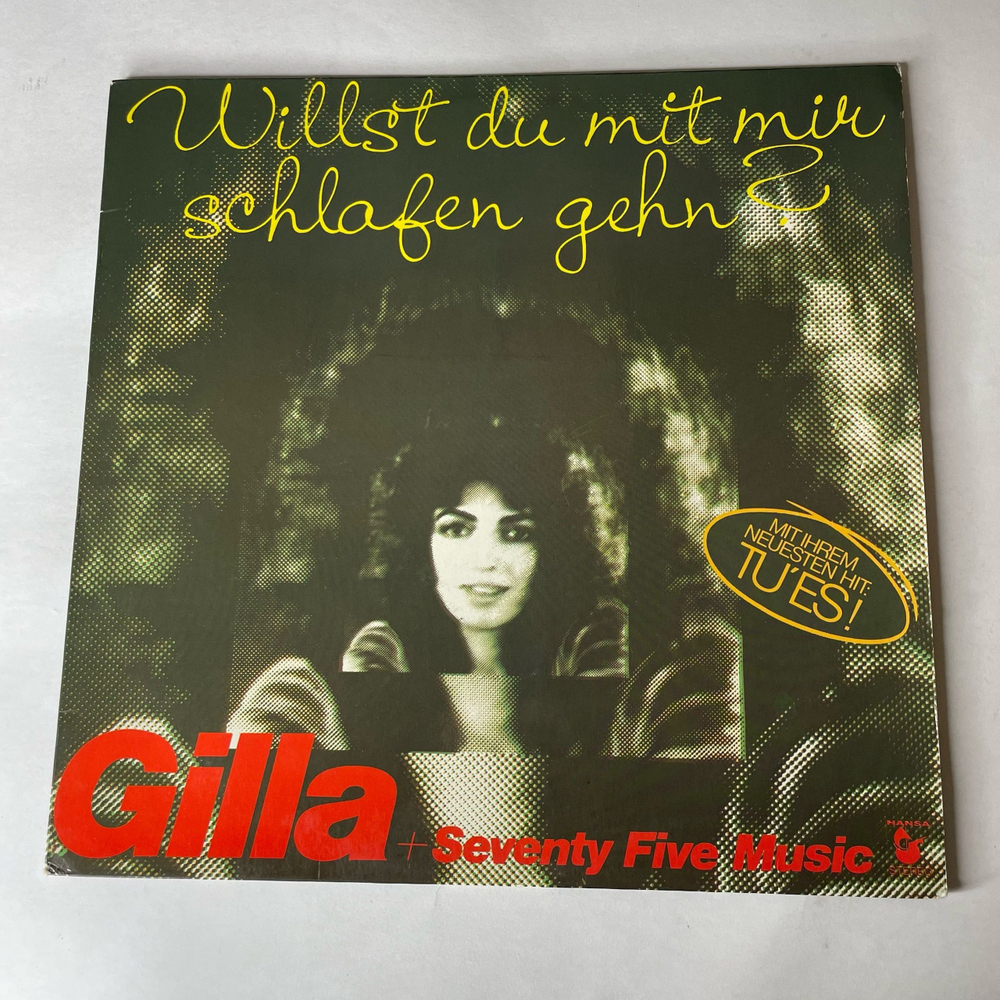 Willst du mit mir
schlafen gehn?
MIT IHREM
NEUESTEN HIT:
TU'ES!
Gilla
+ Seventy Five Music
HANSA
STEREO